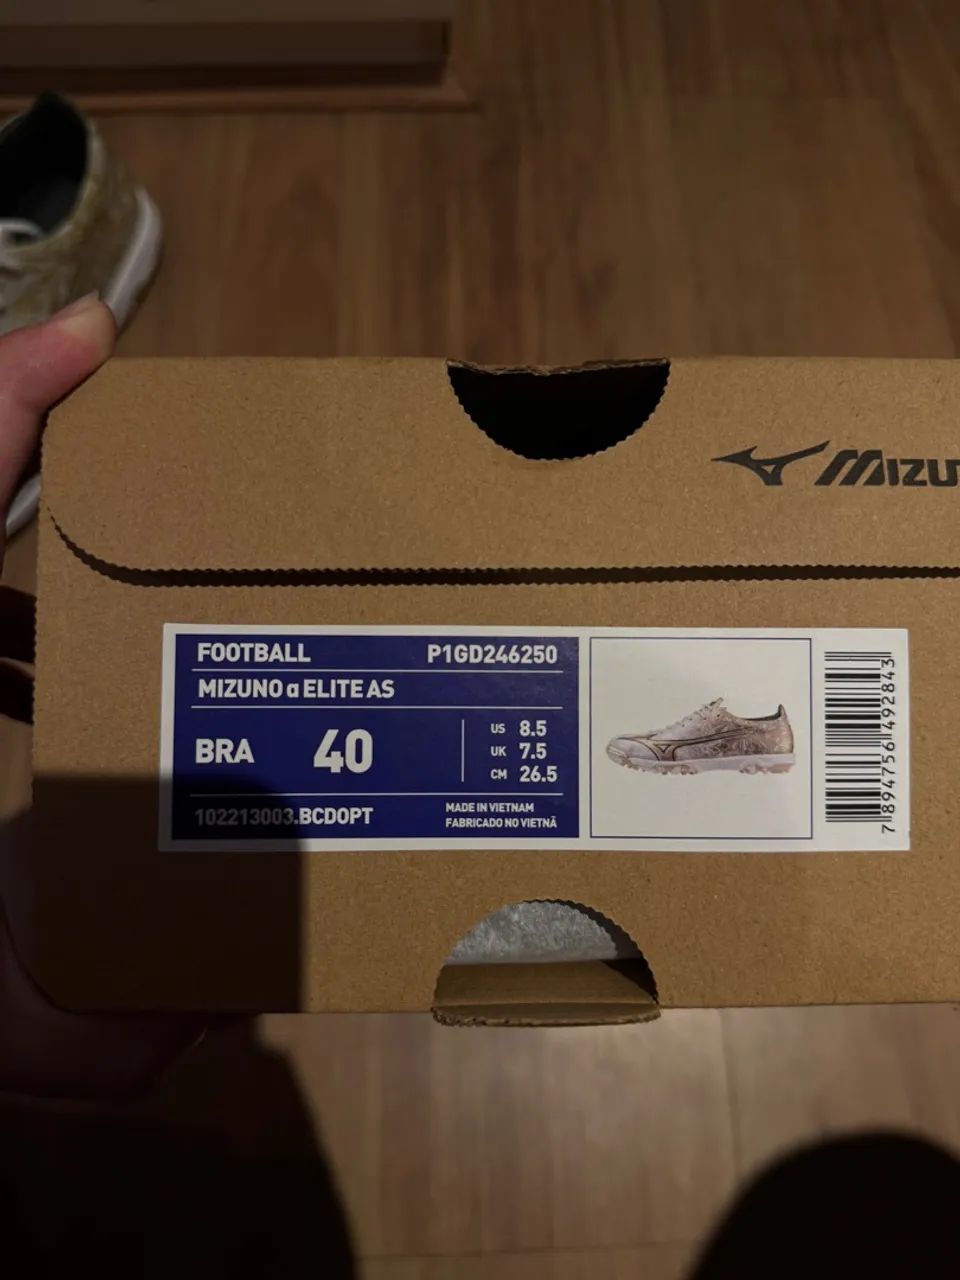 MIZU
FOOTBALL P1GD246250
MIZUNO α ELITE AS
BRA 40
US 8.5
UK 7.5
CM 26.5
102213003.BCDOPT
MADE IN VIETNAM
FABRICADO NO VIETNÃ
7 894756 492843